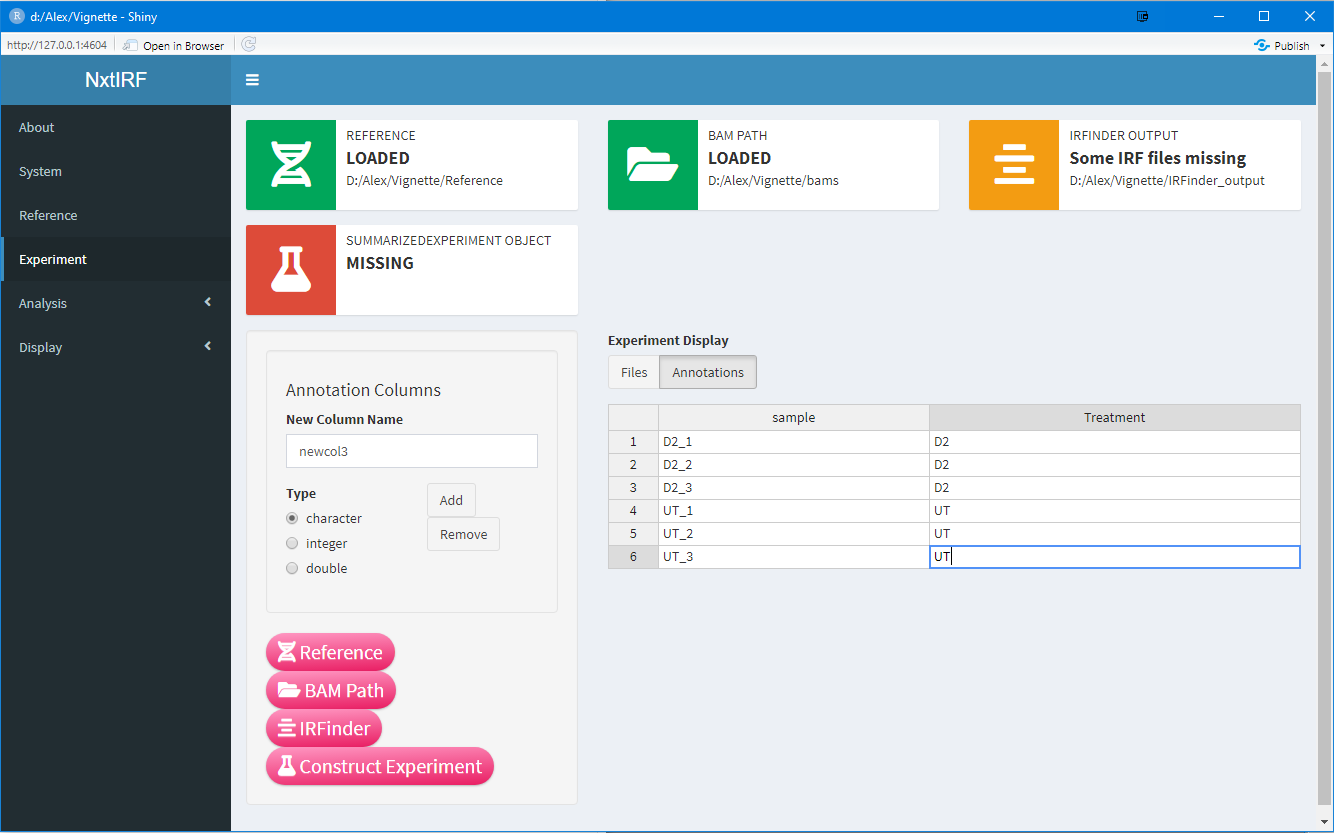 R d:/Alex/Vignette - Shiny
http://127.0.0.1:4604 Open in Browser Publish
NxtIRF
About
System
Reference
Experiment
Analysis
Display
REFERENCE
LOADED
D:/Alex/Vignette/Reference
BAM PATH
LOADED
D:/Alex/Vignette/bams
IRFINDER OUTPUT
Some IRF files missing
D:/Alex/Vignette/IRFinder_output
SUMMARIZEDEXPERIMENT OBJECT
MISSING
Annotation Columns
New Column Name
newcol3
Type
character
integer
double
Add
Remove
Reference
BAM Path
IRFinder
Construct Experiment
Experiment Display
Files Annotations
sample Treatment
1 D2_1 D2
2 D2_2 D2
3 D2_3 D2
4 UT_1 UT
5 UT_2 UT
6 UT_3 UT